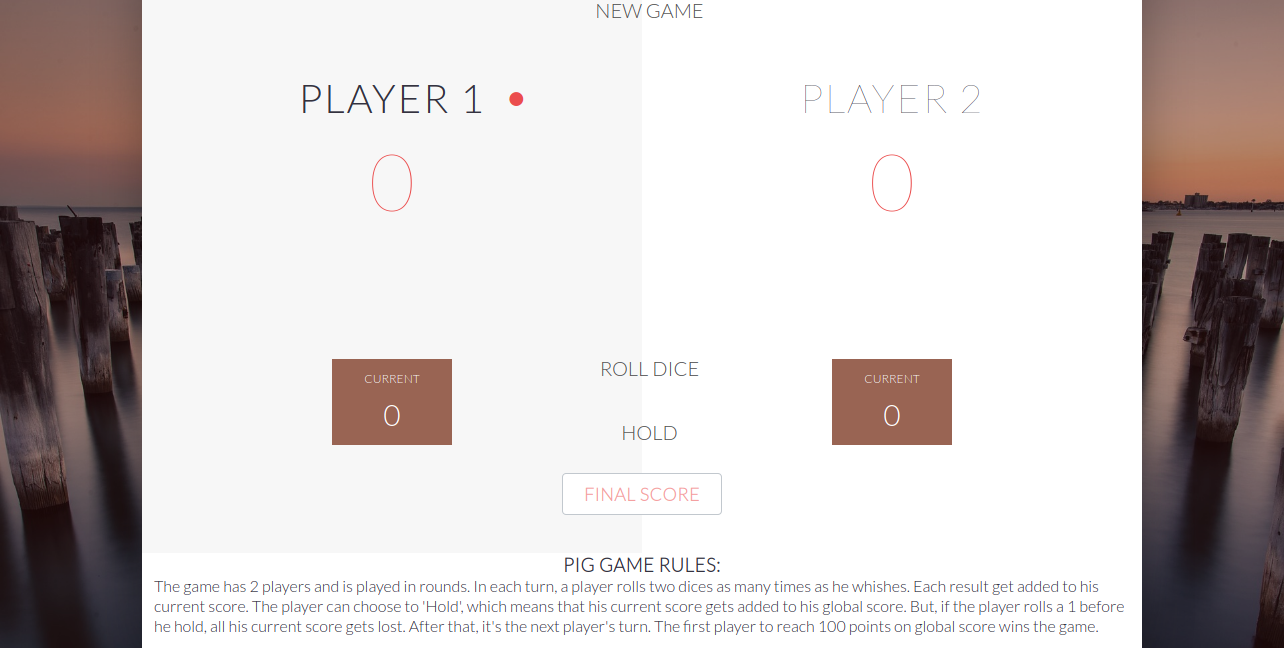 NEW GAME
PLAYER 1
PLAYER 2
0
0
CURRENT
0
ROLL DICE
CURRENT
0
HOLD
FINAL SCORE
PIG GAME RULES:
The game has 2 players and is played in rounds. In each turn, a player rolls two dices as many times as he whishes. Each result get added to his
current score. The player can choose to 'Hold', which means that his current score gets added to his global score. But, if the player rolls a 1 before
he hold, all his current score gets lost. After that, it's the next player's turn. The first player to reach 100 points on global score wins the game.